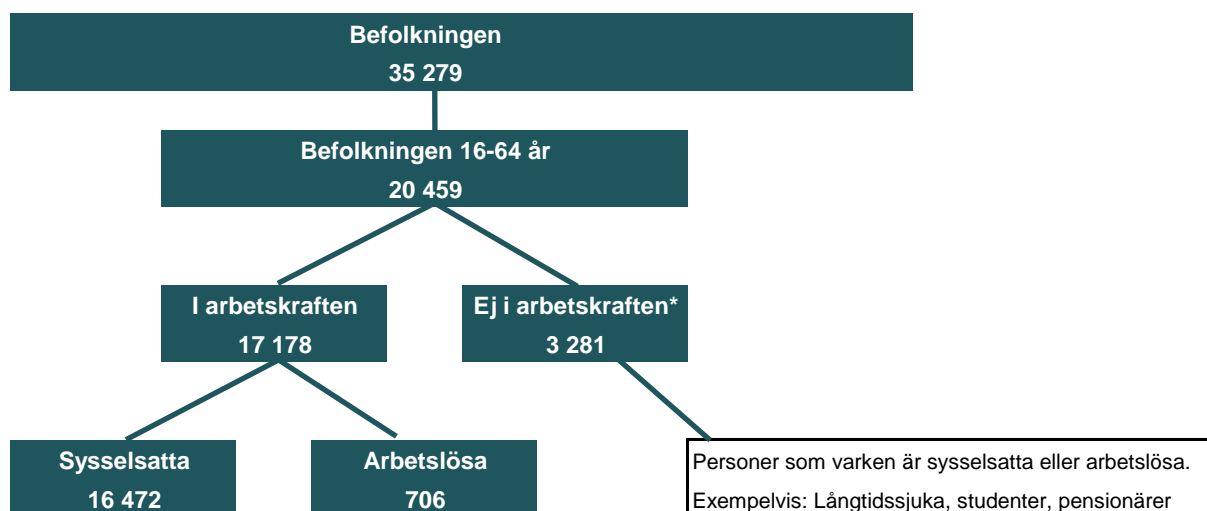 Befolkningen
35 279
Befolkningen 16-64 år
20 459
I arbetskraften
17 178
Ej i arbetskraften*
3 281
Sysselsatta
16 472
Arbetslösa
706
Personer som varken är sysselsatta eller arbetslösa.
Exempelvis: Långtidssjuka, studenter, pensionärer